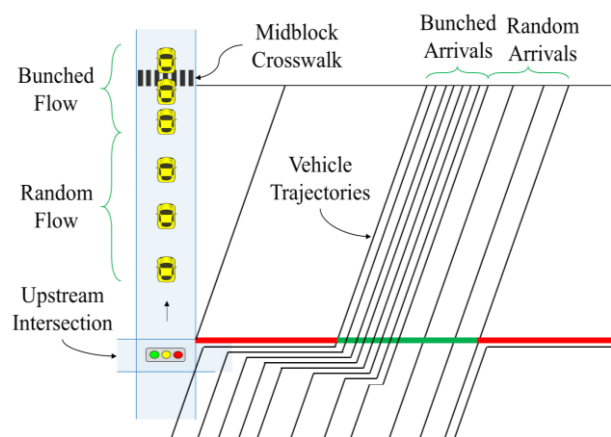 Bunched
Flow
Random
Flow
Upstream
Intersection
Midblock
Crosswalk
Vehicle
Trajectories
Bunched
Arrivals
Random
Arrivals